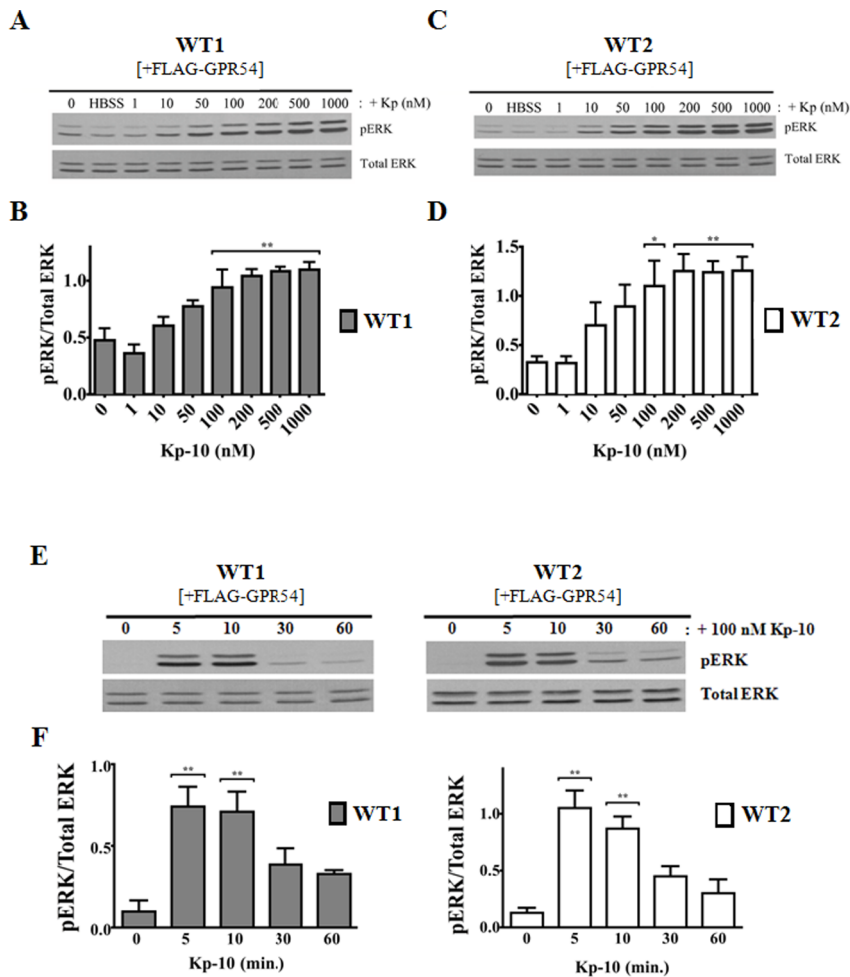 A
WT1
[+FLAG-GPR54]
0 HBSS 1 10 50 100 200 500 1000 : + Kp (nM)
pERK
Total ERK
C
WT2
[+FLAG-GPR54]
0 HBSS 1 10 50 100 200 500 1000 : + Kp (nM)
pERK
Total ERK
B
pERK/Total ERK
1.0
0.5
0.0
**
0 1 10 50 100 200 500 1000
Kp-10 (nM)
WT1
D
pERK/Total ERK
1.5
1.0
0.5
0.0
* **
0 1 10 50 100 200 500 1000
Kp-10 (nM)
WT2
E
WT1
[+FLAG-GPR54]
0 5 10 30 60
WT2
[+FLAG-GPR54]
0 5 10 30 60 : + 100 nM Kp-10
pERK
Total ERK
F
pERK/Total ERK
1.0
0.5
0.0
** **
0 5 10 30 60
Kp-10 (min.)
WT1
pERK/Total ERK
1.0
0.5
0.0
** **
0 5 10 30 60
Kp-10 (min.)
WT2